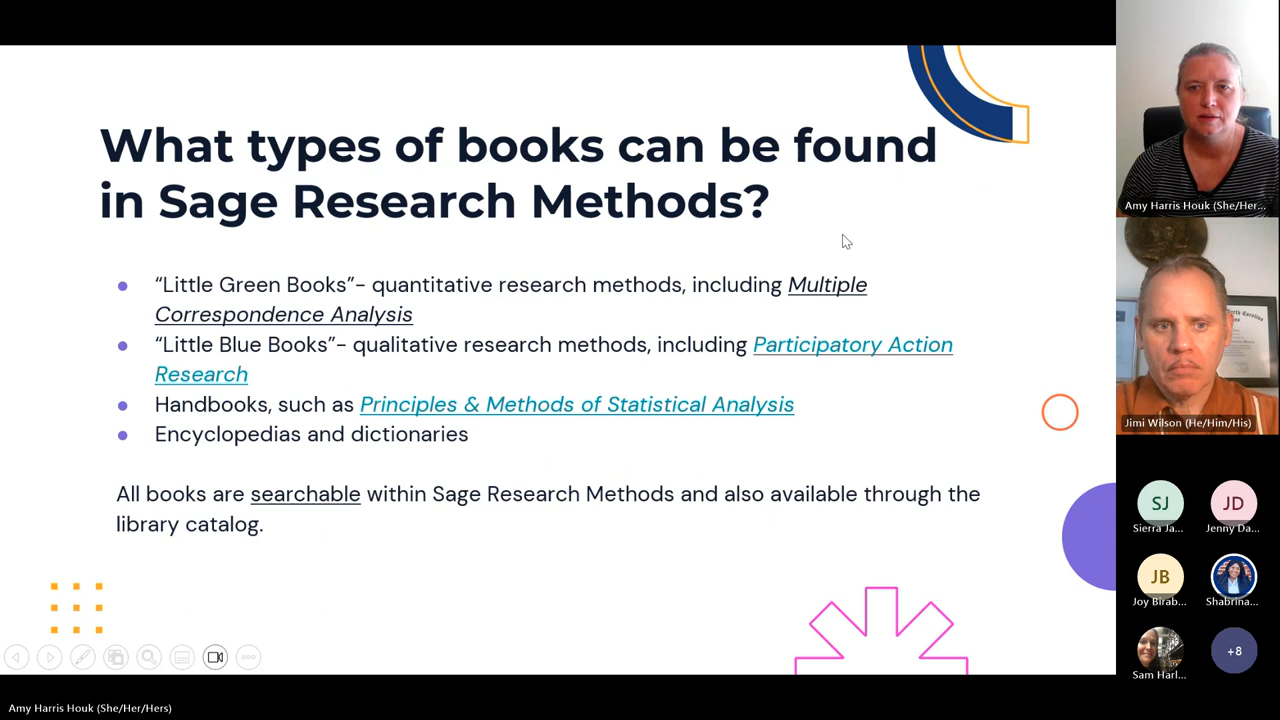 What types of books can be found
in Sage Research Methods?
● “Little Green Books”- quantitative research methods, including Multiple
Correspondence Analysis
● “Little Blue Books”- qualitative research methods, including Participatory Action
Research
● Handbooks, such as Principles & Methods of Statistical Analysis
● Encyclopedias and dictionaries
All books are searchable within Sage Research Methods and also available through the
library catalog.
Amy Harris Houk (She/Her...
Jimi Wilson (He/Him/His)
SJ
JD
Sierra Ja...
Jenny Da...
JB
Joy Birab...
Shabrina...
+8
Sam Harl...
Amy Harris Houk (She/Her/Hers)